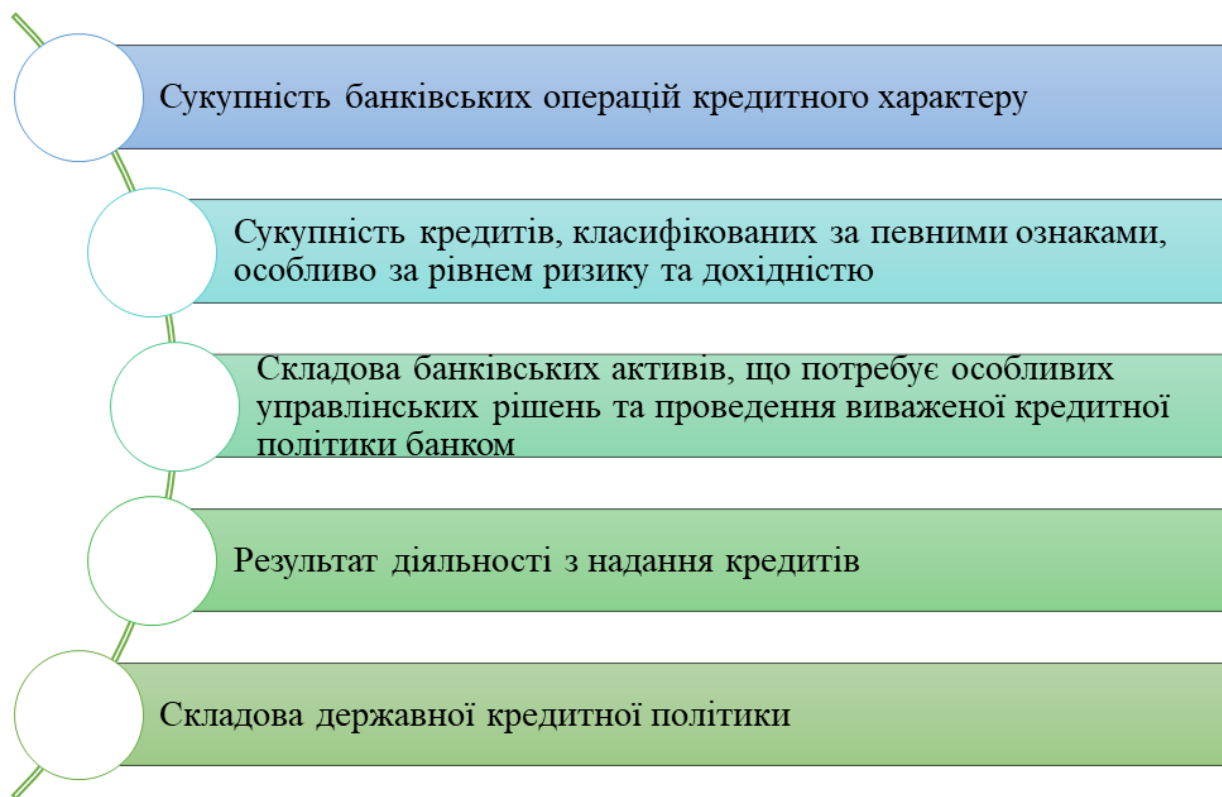 Сукупність банківських операцій кредитного характеру
Сукупність кредитів, класифікованих за певними ознаками,
особливо за рівнем ризику та дохідністю
Складова банківських активів, що потребує особливих
управлінських рішень та проведення виваженої кредитної
політики банком
Результат діяльності з надання кредитів
Складова державної кредитної політики